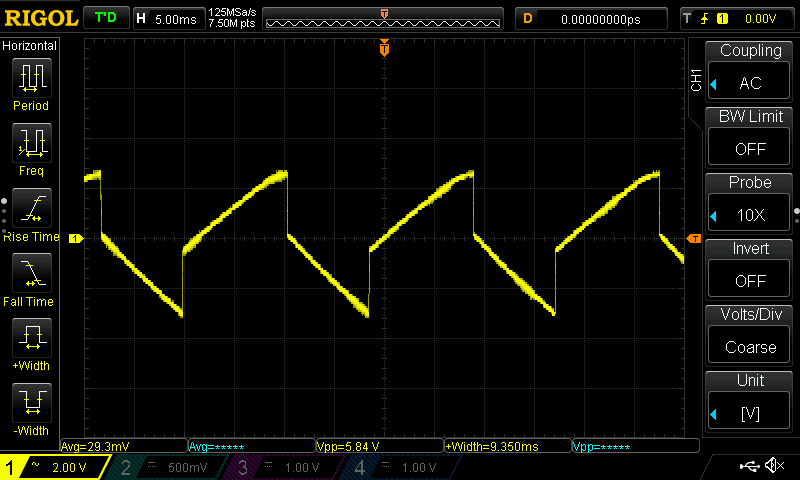 RIGOL T'D H 5.00ms 125MSa/s 7.50M pts T D 0.00000000ps T 1 0.00V
Horizontal
Period
Freq
Rise Time
Fall Time
+Width
-Width
T
1
T
CH1
Coupling
AC
BW Limit
OFF
Probe
10X
Invert
OFF
Volts/Div
Coarse
Unit
[V]
Avg=29.3mV Avg=***** Vpp=5.84 V +Width=9.350ms Vpp=*****
1 ~ 2.00 V 2 500mV 3 1.00 V 4 1.00 V